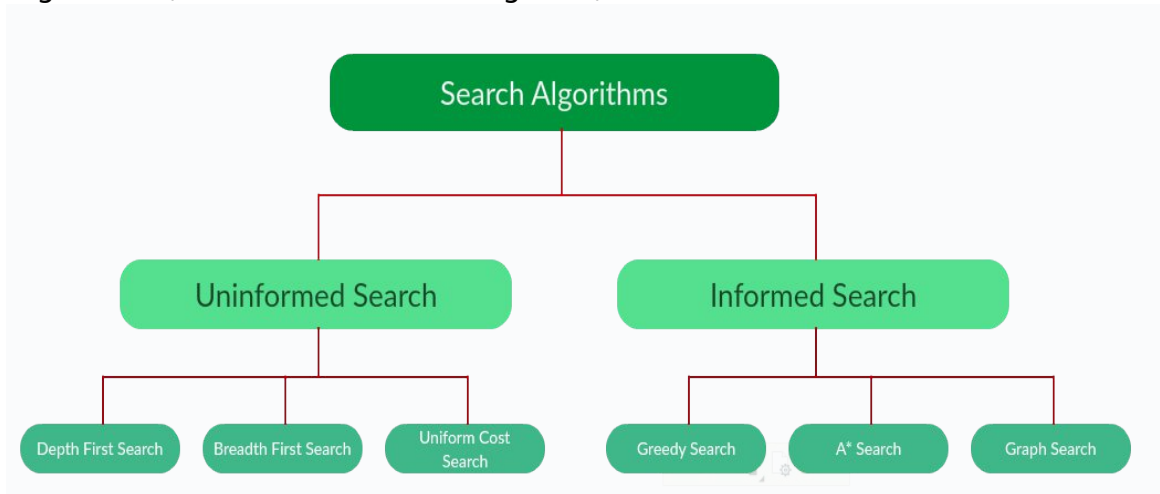 Search Algorithms
Uninformed Search
Informed Search
Depth First Search
Breadth First Search
Uniform Cost
Search
Greedy Search
A* Search
Graph Search